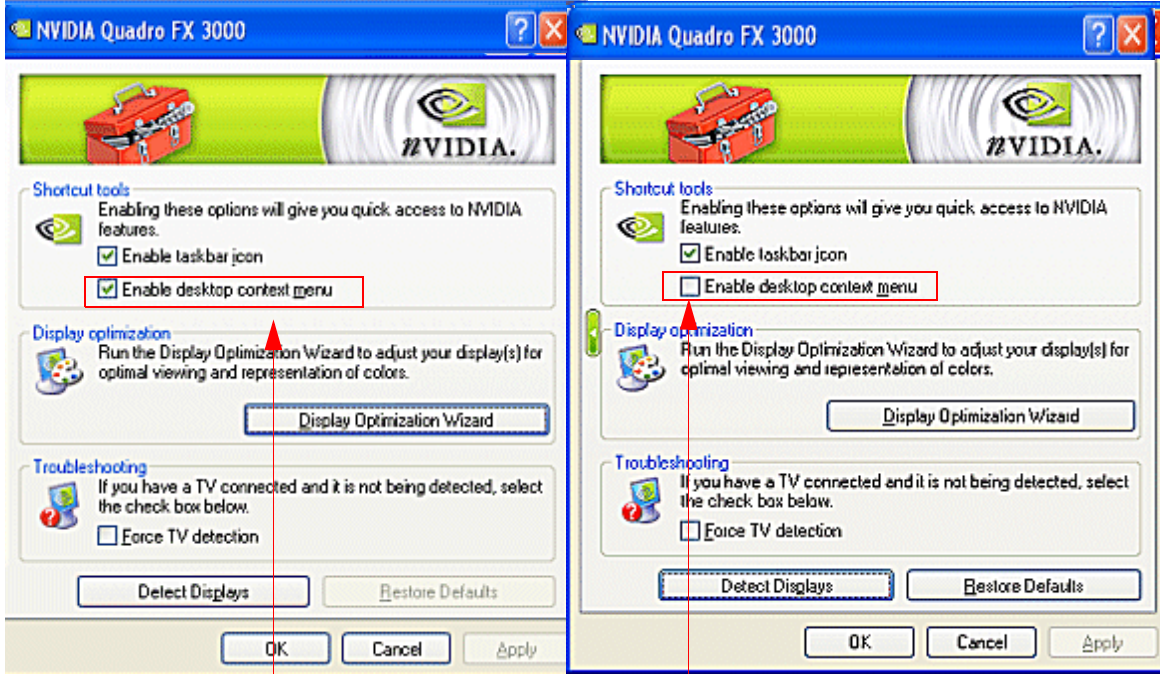 NVIDIA Quadro FX 3000
nVIDIA.
Shortcut tools
Enabling these options will give you quick access to NVIDIA
features.
Enable taskbar icon
Enable desktop context menu
Display optimization
Run the Display Optimization Wizard to adjust your display(s) for
optimal viewing and representation of colors.
Display Optimization Wizard
Troubleshooting
If you have a TV connected and it is not being detected, select
the check box below.
Force TV detection
Detect Displays
Restore Defaults
OK
Cancel
Apply
NVIDIA Quadro FX 3000
nVIDIA.
Shortcut tools
Enabling these options will give you quick access to NVIDIA
features.
Enable taskbar icon
Enable desktop context menu
Display optimization
Run the Display Optimization Wizard to adjust your display(s) for
optimal viewing and representation of colors.
Display Optimization Wizard
Troubleshooting
If you have a TV connected and it is not being detected, select
the check box below.
Force TV detection
Detect Displays
Restore Defaults
OK
Cancel
Apply